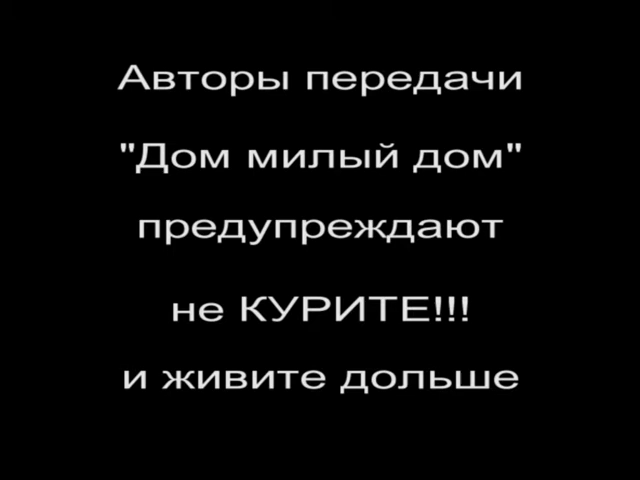 Авторы передачи
"Дом милый дом"
предупреждают
не КУРИТЕ!!!
и живите дольше